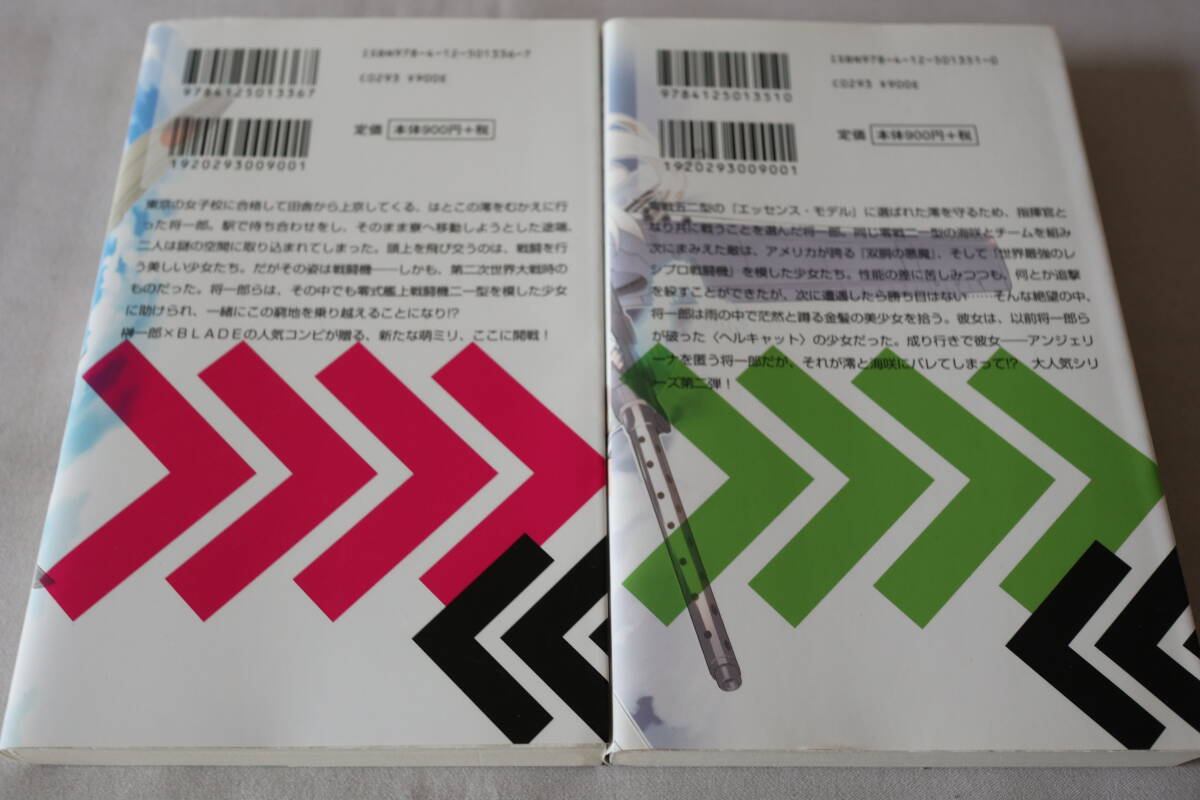 ISBN978-4-12-501336-7
9784125013367
C0293 ¥900E
1920293009001
定価 本体900円+税
東京の女子校に合格して田舎から上京してくる、はとこの澪をむかえに行
った将一郎。駅で待ち合わせをし、そのまま寮へ移動しようとした途端、
二人は謎の空間に取り込まれてしまった。頭上を飛び交うのは、戦闘を行
う美しい少女たち。だがその姿は戦闘機――しかも、第二次世界大戦時の
ものだった。将一郎らは、その中でも零式艦上戦闘機二一型を模した少女
に助けられ、一緒にこの窮地を乗り越えることになり!?
榊一郎×BLADEの人気コンビが贈る、新たな萌ミリ、ここに開戦！
ISBN978-4-12-501351-0
9784125013510
C0293 ¥900E
1920293009001
定価 本体900円+税
零戦五二型の『エッセンス・モデル』に選ばれた澪を守るため、指揮官と
なり共に戦うことを選んだ将一郎。同じ零戦二一型の海咲とチームを組み
次にまみえた敵は、アメリカが誇る『双胴の悪魔』、そして『世界最強のレ
シプロ戦闘機』を模した少女たち。性能の差に苦しみつつも、何とか追撃
を躱すことができたが、次に遭遇したら勝ち目はない……そんな絶望の中、
将一郎は雨の中で茫然と蹲る金髪の美少女を拾う。彼女は、以前将一郎ら
が破った〈ヘルキャット〉の少女だった。成り行きで彼女――アンジェリ
ーナを匿う将一郎だが、それが澪と海咲にバレてしまって!? 大人気シリ
ーズ第二弾！